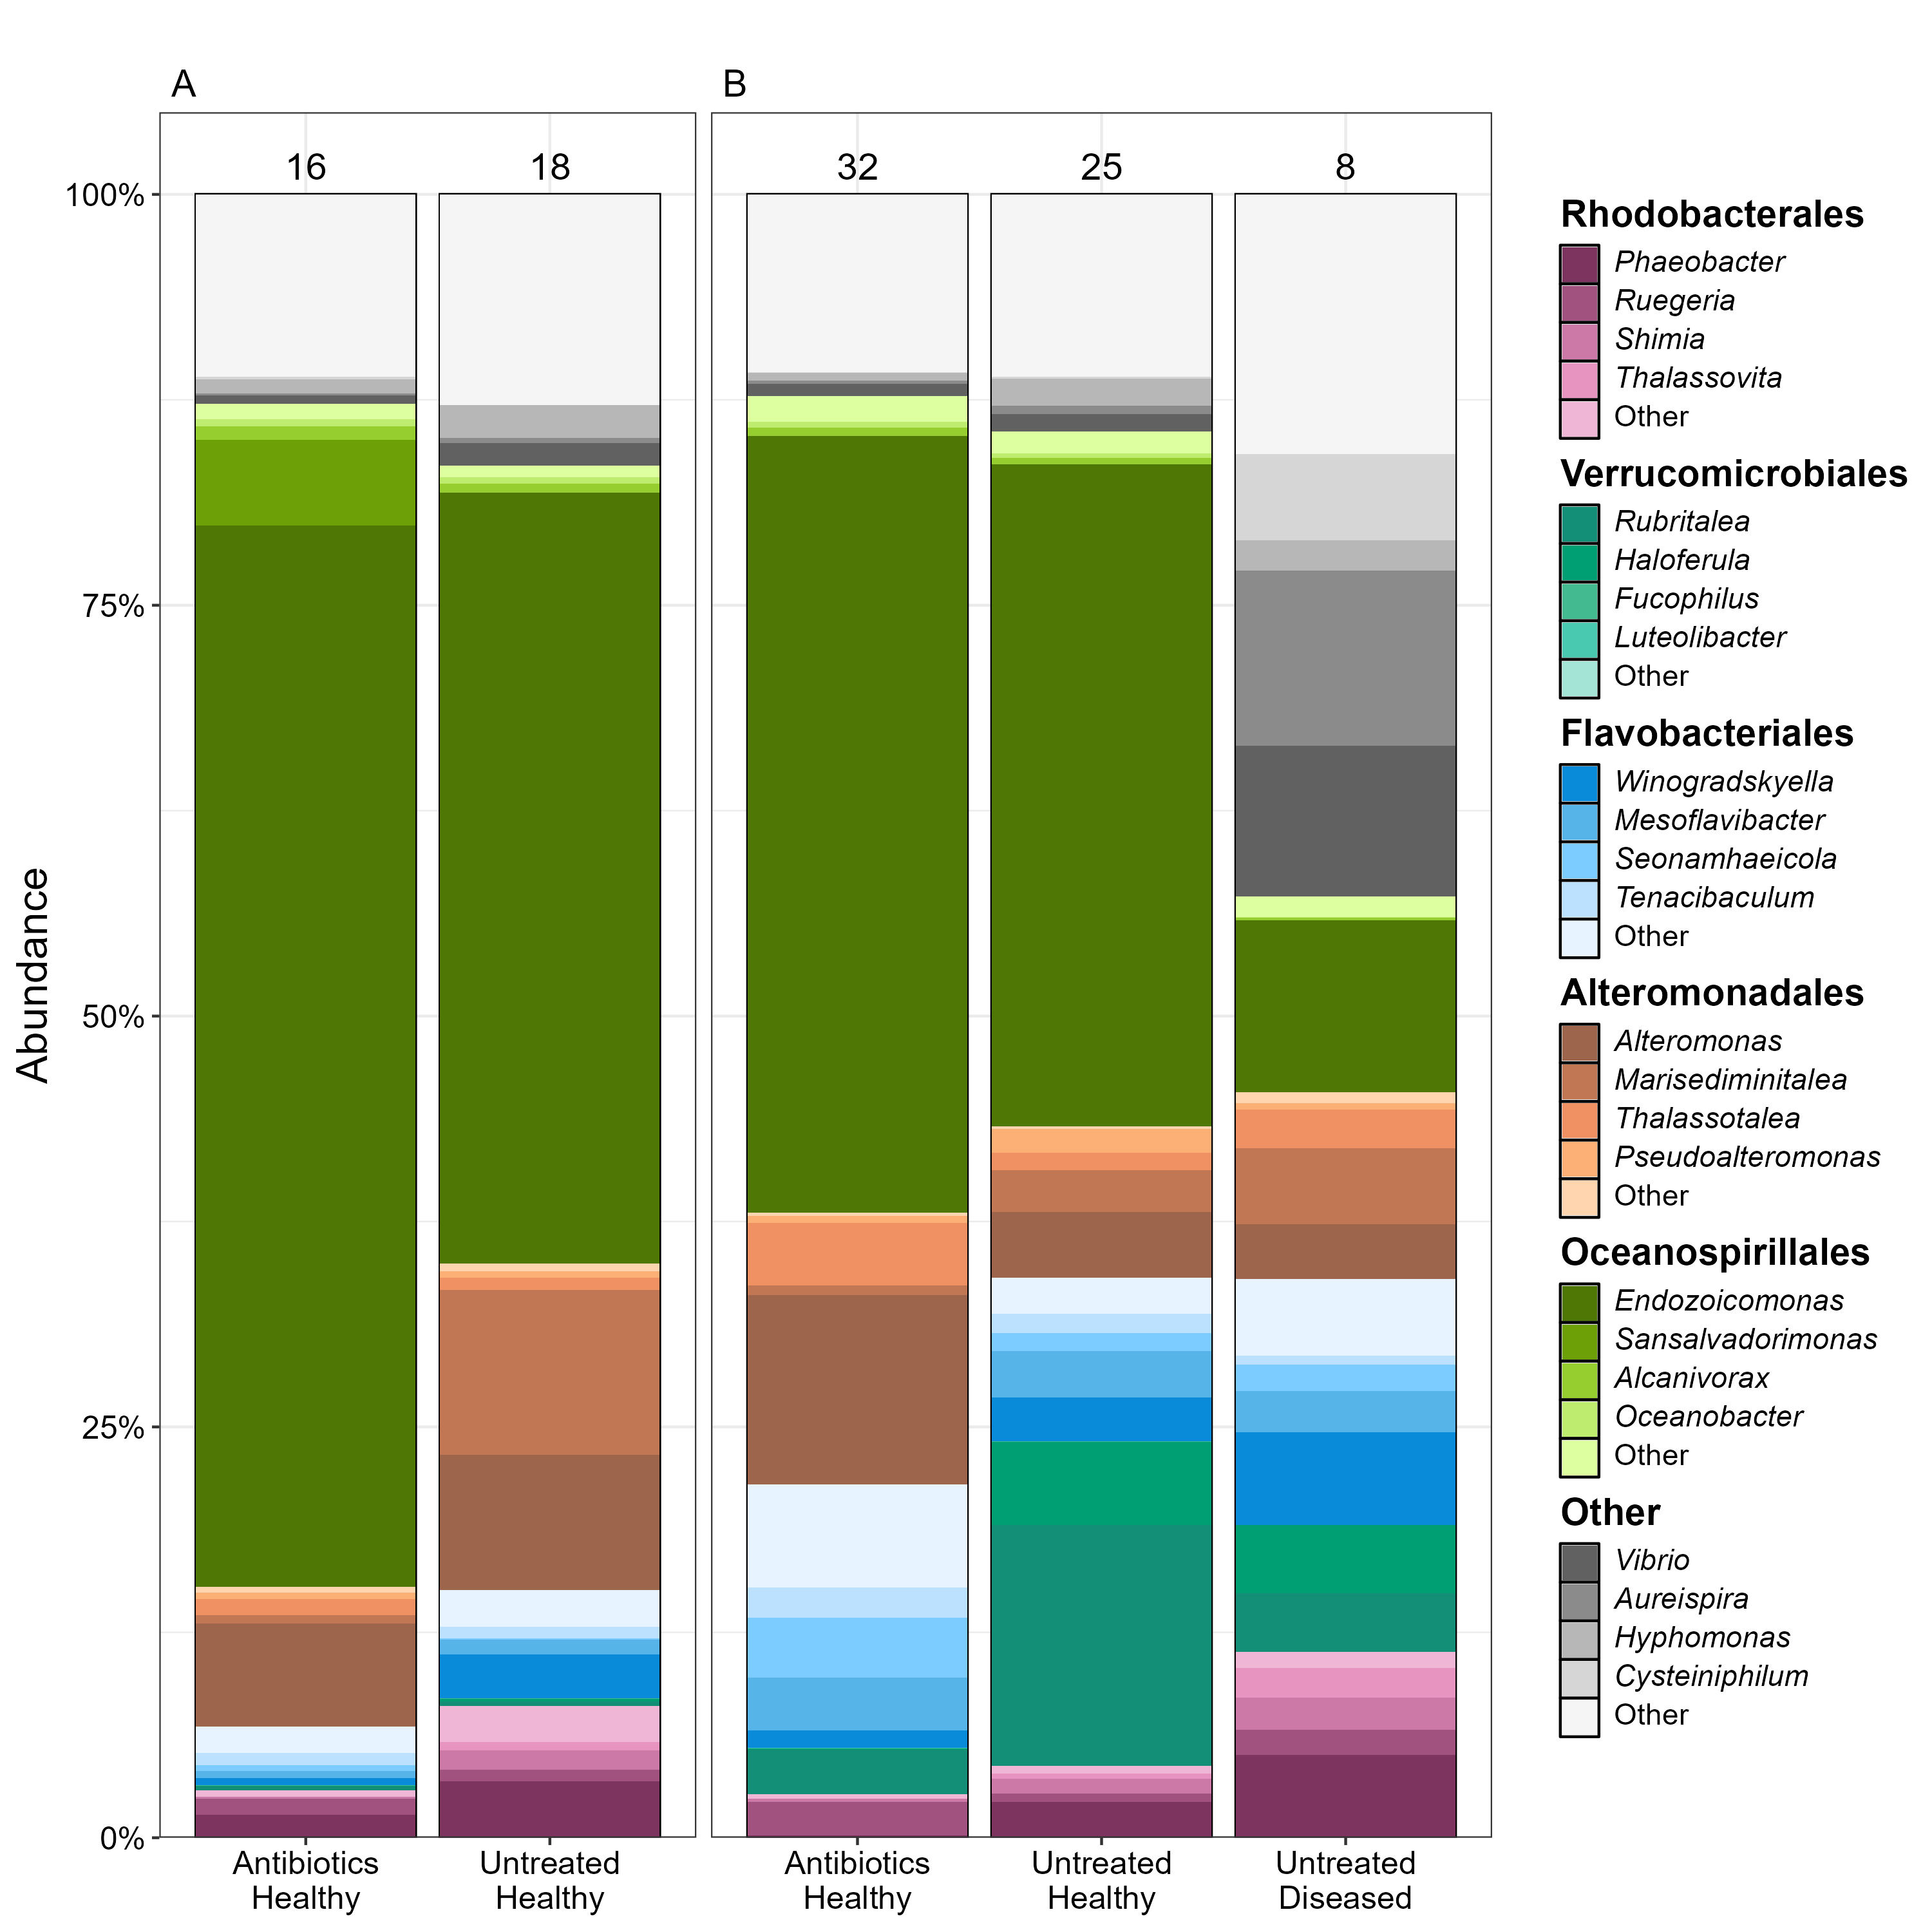 A
B
16
18
32
25
8
100%
75%
50%
25%
0%
Abundance
Antibiotics
Healthy
Untreated
Healthy
Antibiotics
Healthy
Untreated
Healthy
Untreated
Diseased
Rhodobacterales
Phaeobacter
Ruegeria
Shimia
Thalassovita
Other
Verrucomicrobiales
Rubritalea
Haloferula
Fucophilus
Luteolibacter
Other
Flavobacteriales
Winogradskyella
Mesoflavibacter
Seonamhaeicola
Tenacibaculum
Other
Alteromonadales
Alteromonas
Marisediminitalea
Thalassotalea
Pseudoalteromonas
Other
Oceanospirillales
Endozoicomonas
Sansalvadorimonas
Alcanivorax
Oceanobacter
Other
Other
Vibrio
Aureispira
Hyphomonas
Cysteiniphilum
Other